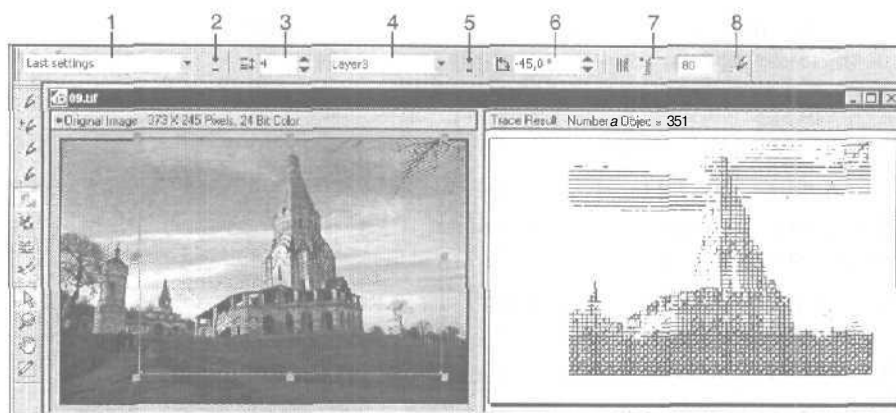 1 2 3 4 5 6 7 8
Last settings 4 Layer3 -45,0 ° 80
09.tif
Original Image 373 X 245 Pixels, 24 Bit Color
Trace Result Number a Objec = 351